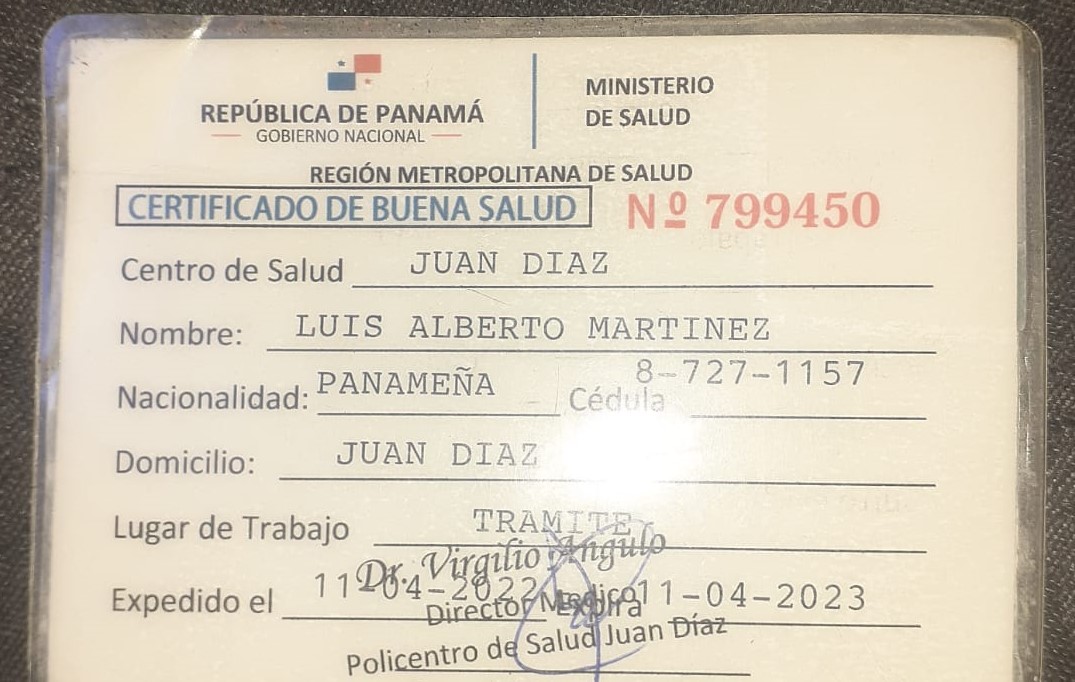 REPÚBLICA DE PANAMÁ
GOBIERNO NACIONAL
MINISTERIO
DE SALUD
REGIÓN METROPOLITANA DE SALUD
CERTIFICADO DE BUENA SALUD Nº 799450
Centro de Salud JUAN DIAZ
Nombre: LUIS ALBERTO MARTINEZ
Nacionalidad: PANAMEÑA Cédula 8-727-1157
Domicilio: JUAN DIAZ
Lugar de Trabajo TRAMITE
Dr. Virgilio Angulo
Expedido el 11-04-2022 Expira 11-04-2023
Director Medico
Policentro de Salud Juan Díaz